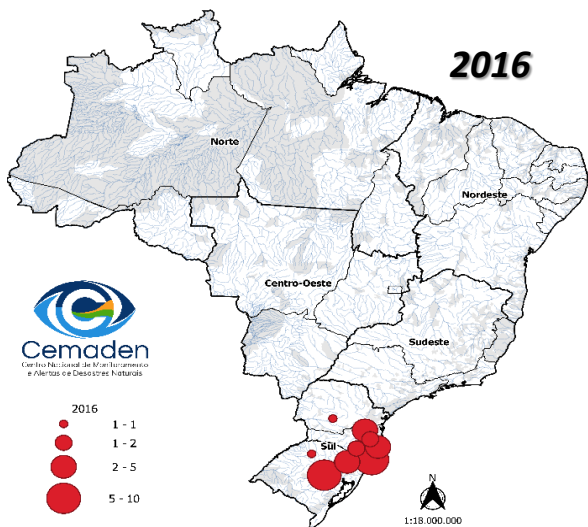 2016
Norte
Nordeste
Centro-Oeste
Sudeste
Sul
Cemaden
Centro Nacional de Monitoramento
e Alertas de Desastres Naturais
2016
1 - 1
1 - 2
2 - 5
5 - 10
N
1:18.000.000